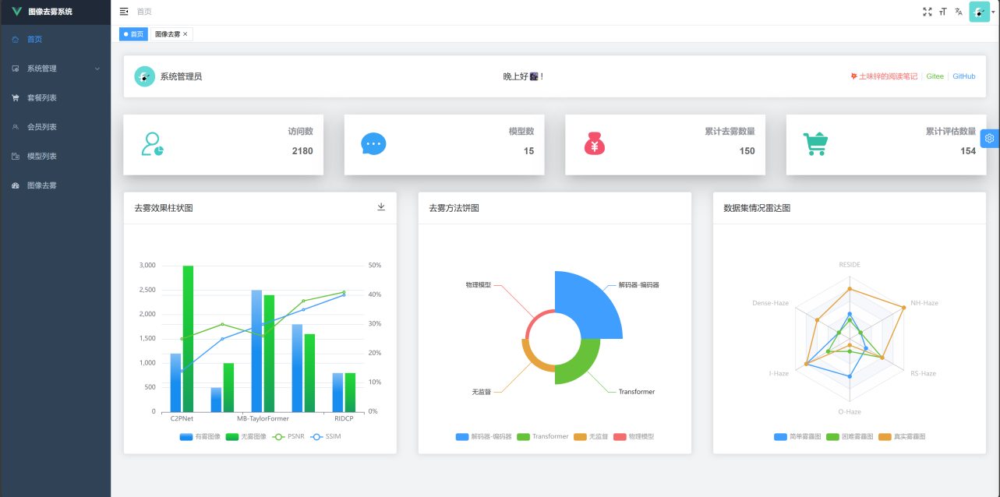 图像去雾系统
首页
首页
系统管理
套餐列表
会员列表
模型列表
图像去雾
首页
图像去雾
系统管理员
晚上好🌆！
土味锌的阅读笔记
Gitee
GitHub
访问数
2180
模型数
15
累计去雾数量
150
累计评估数量
154
去雾效果柱状图
3,000
2,500
2,000
1,500
1,000
500
0
50%
40%
30%
20%
10%
0%
C2PNet
MB-TaylorFormer
RIDCP
有雾图像
无雾图像
PSNR
SSIM
去雾方法饼图
物理模型
解码器-编码器
无监督
Transformer
解码器-编码器
Transformer
无监督
物理模型
数据集情况雷达图
RESIDE
Dense-Haze
NH-Haze
I-Haze
RS-Haze
O-Haze
简单雾霾图
困难雾霾图
真实雾霾图